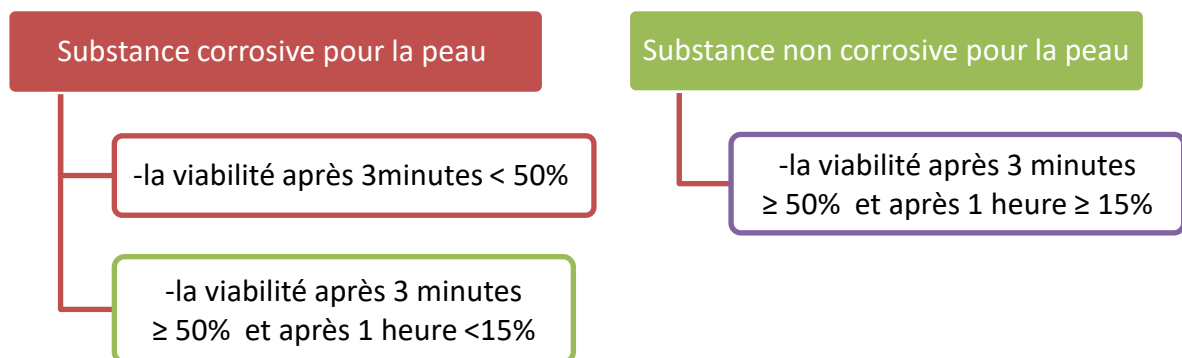 Substance corrosive pour la peau
-la viabilité après 3minutes < 50%
-la viabilité après 3 minutes
≥ 50% et après 1 heure <15%
Substance non corrosive pour la peau
-la viabilité après 3 minutes
≥ 50% et après 1 heure ≥ 15%